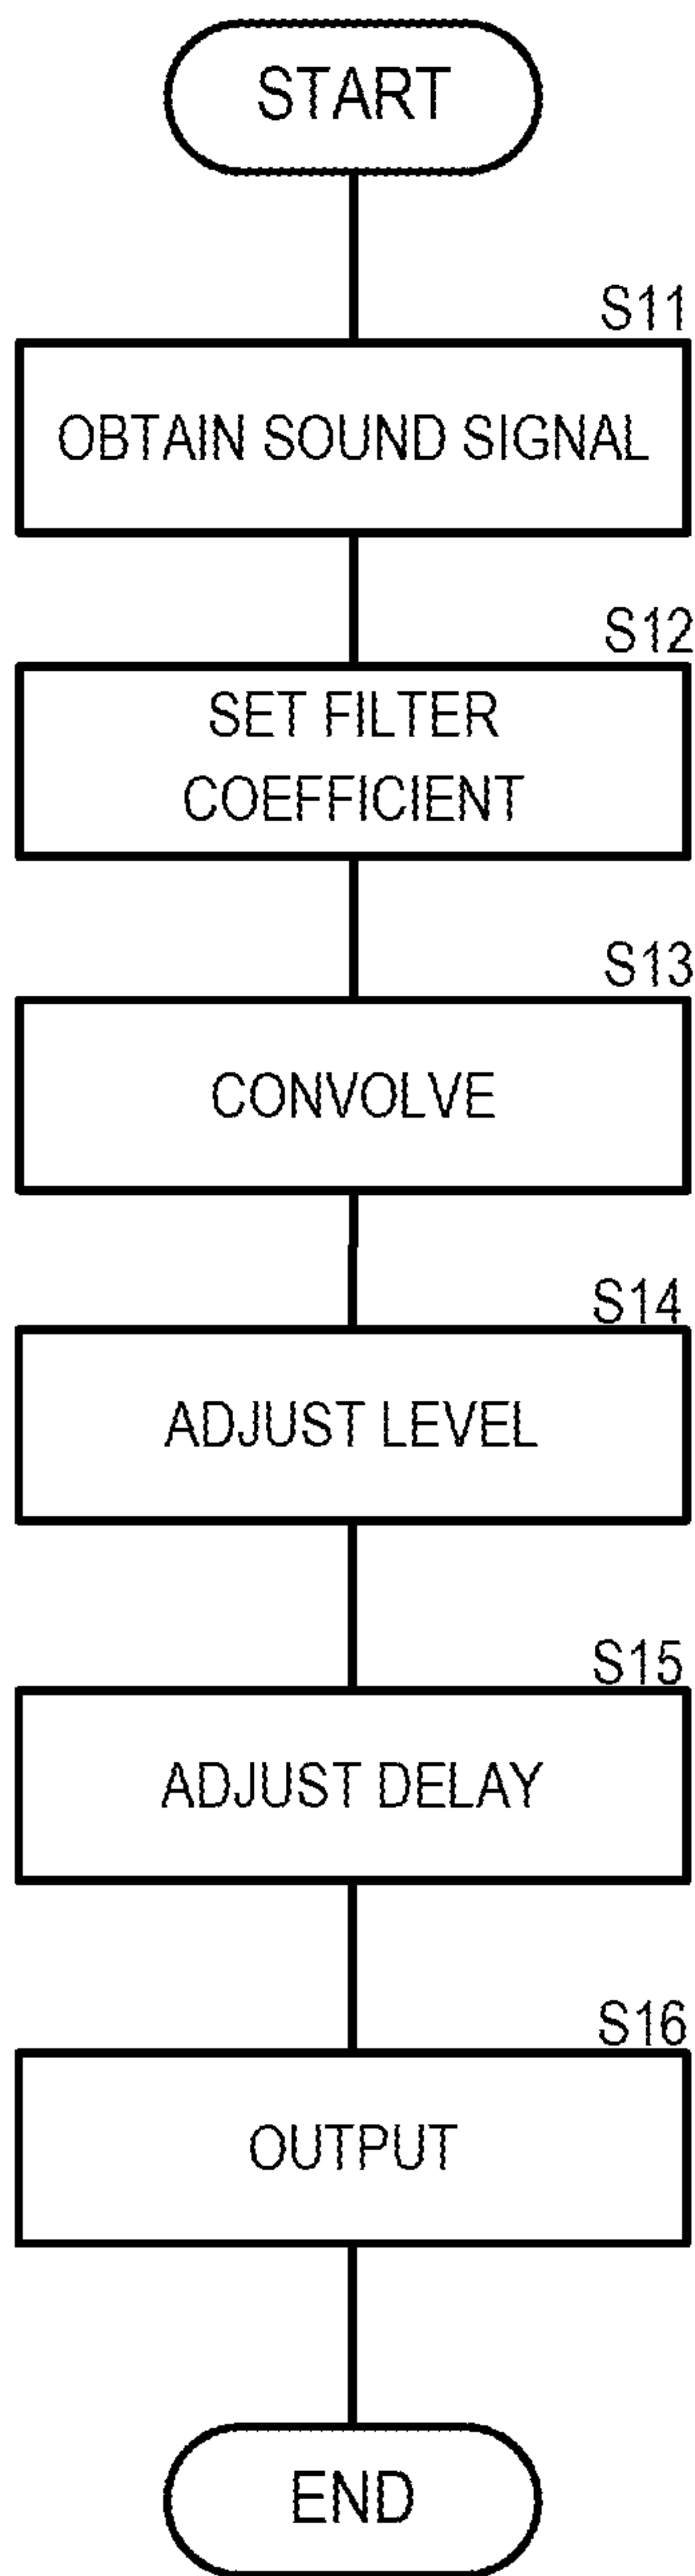 START
S11
OBTAIN SOUND SIGNAL
S12
SET FILTER
COEFFICIENT
S13
CONVOLVE
S14
ADJUST LEVEL
S15
ADJUST DELAY
S16
OUTPUT
END